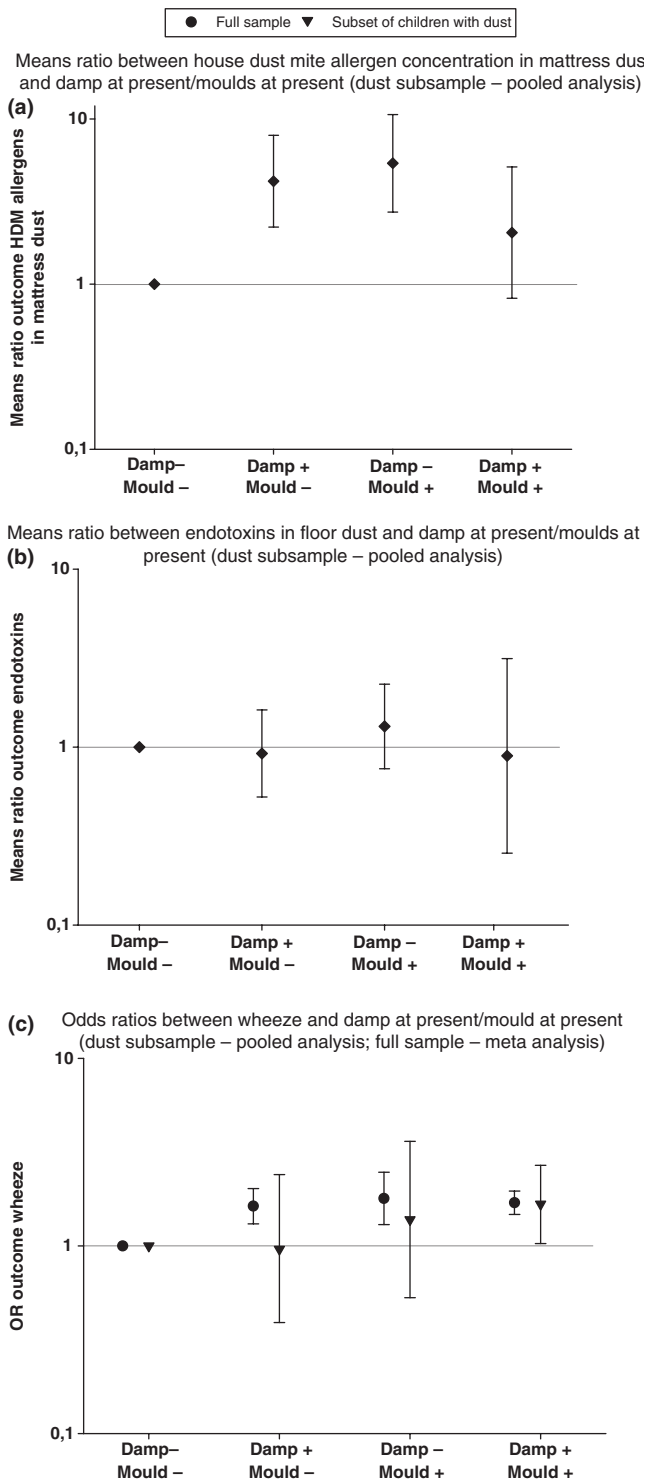 Full sample Subset of children with dust
Means ratio between house dust mite allergen concentration in mattress dus
and damp at present/moulds at present (dust subsample – pooled analysis)
(a)
Means ratio outcome HDM allergens
in mattress dust
10
1
0,1
Damp– Damp + Damp – Damp +
Mould – Mould – Mould + Mould +
Means ratio between endotoxins in floor dust and damp at present/moulds at
(b) present (dust subsample – pooled analysis)
Means ratio outcome endotoxins
10
1
0,1
Damp– Damp + Damp – Damp +
Mould – Mould – Mould + Mould +
(c) Odds ratios between wheeze and damp at present/mould at present
(dust subsample – pooled analysis; full sample – meta analysis)
OR outcome wheeze
10
1
0,1
Damp– Damp + Damp – Damp +
Mould – Mould – Mould + Mould +